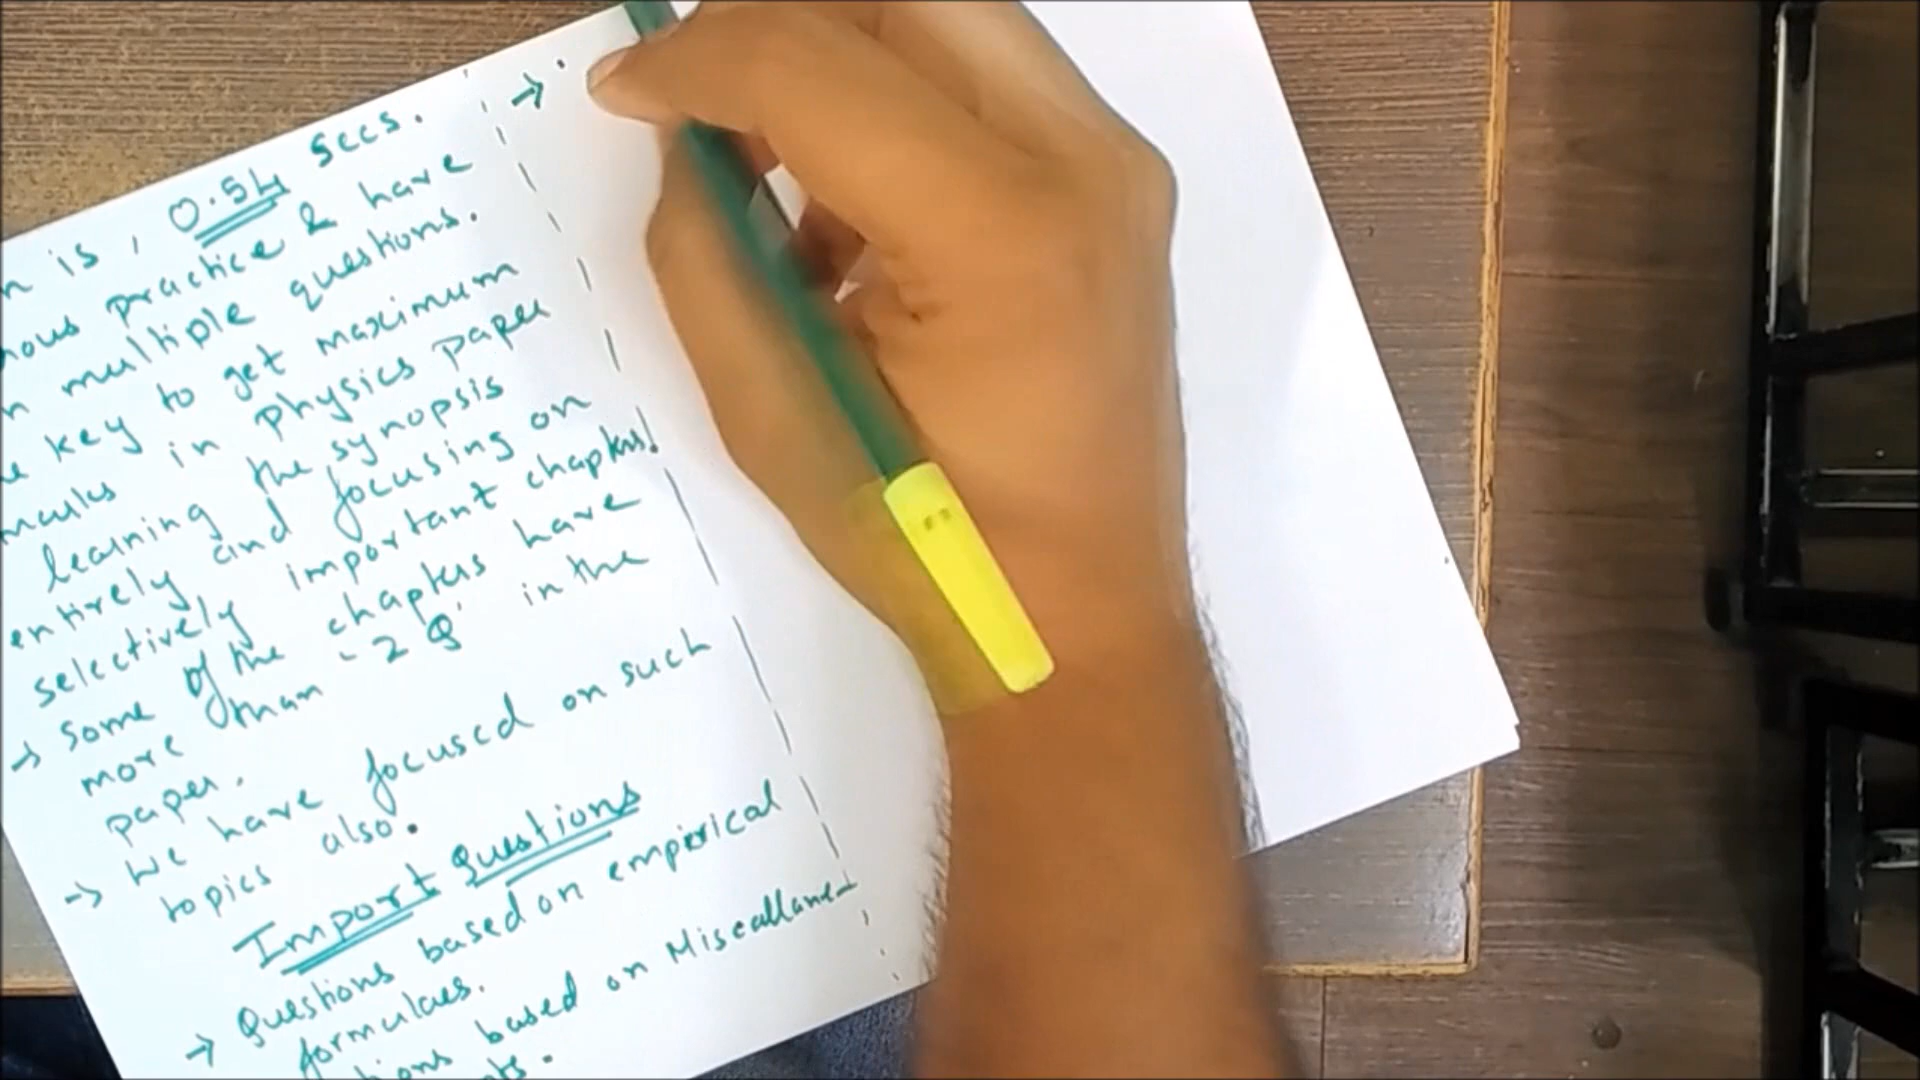 is, 0.54 secs.
practice & have
multiple questions.
key to get maximum
in physics paper
learning the synopsis
entirely and focusing on
selectively important chapters!
→ some of the chapters have
more than '2 Q' in the
paper.
→ We have focused on such
topics also.
Import Questions
→ Questions based on empirical
formulaes.
based on Miscallane-
→